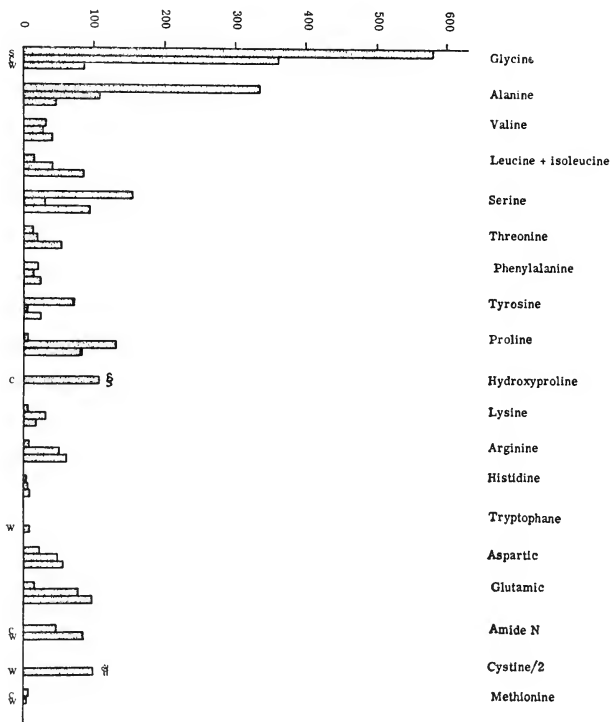 0 100 200 300 400 500 600
S
C
W
Glycine
Alanine
Valine
Leucine + isoleucine
Serine
Threonine
Phenylalanine
Tyrosine
Proline
C § Hydroxyproline
Lysine
Arginine
Histidine
W Tryptophane
Aspartic
Glutamic
C
W
Amide N
W ¶ Cystine/2
C
W
Methionine